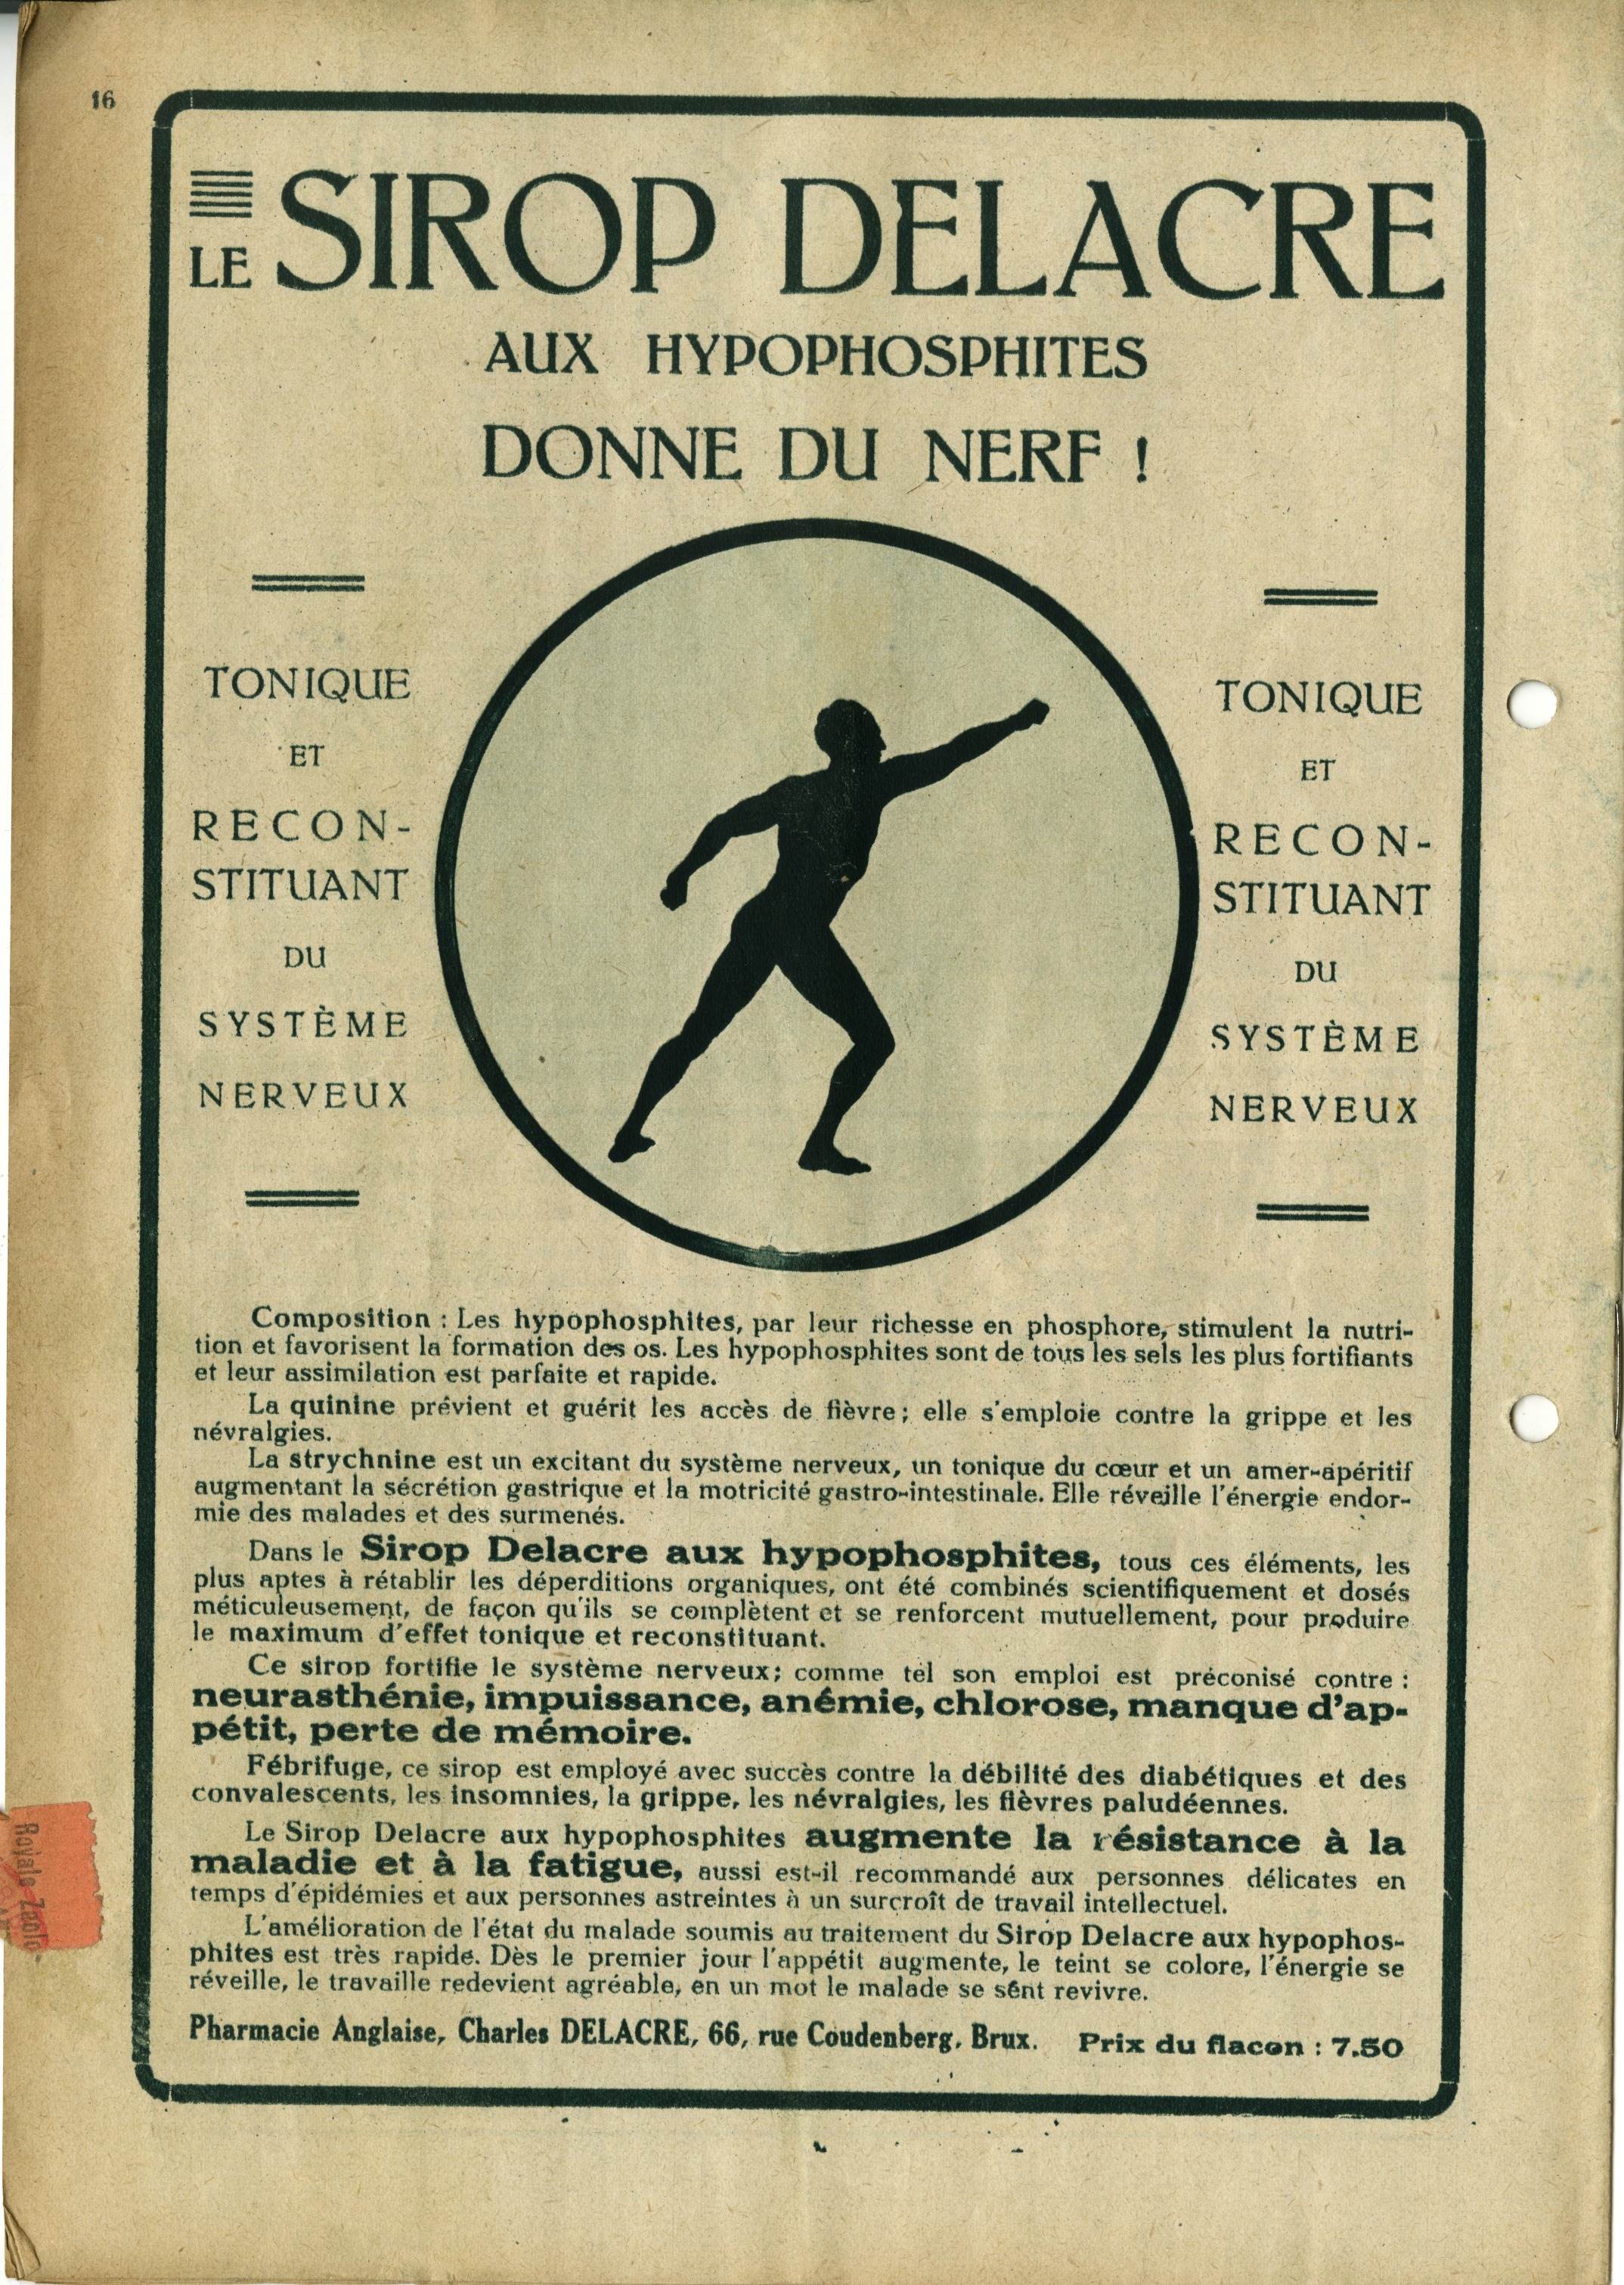 16
LE SIROP DELACRE
AUX HYPOPHOSPHITES
DONNE DU NERF !
TONIQUE
ET
RECON-
STITUANT
DU
SYSTÈME
NERVEUX
TONIQUE
ET
RECON-
STITUANT
DU
SYSTÈME
NERVEUX
Composition : Les hypophosphites, par leur richesse en phosphore, stimulent la nutri-
tion et favorisent la formation des os. Les hypophosphites sont de tous les sels les plus fortifiants
et leur assimilation est parfaite et rapide.
La quinine prévient et guérit les accès de fièvre ; elle s'emploie contre la grippe et les
névralgies.
La strychnine est un excitant du système nerveux, un tonique du cœur et un amer-apéritif
augmentant la sécrétion gastrique et la motricité gastro-intestinale. Elle réveille l'énergie endor-
mie des malades et des surmenés.
Dans le Sirop Delacre aux hypophosphites, tous ces éléments, les
plus aptes à rétablir les déperditions organiques, ont été combinés scientifiquement et dosés
méticuleusement, de façon qu'ils se complètent et se renforcent mutuellement, pour produire
le maximum d'effet tonique et reconstituant.
Ce sirop fortifie le système nerveux; comme tel son emploi est préconisé contre :
neurasthénie, impuissance, anémie, chlorose, manque d'ap-
pétit, perte de mémoire.
Fébrifuge, ce sirop est employé avec succès contre la débilité des diabétiques et des
convalescents, les insomnies, la grippe, les névralgies, les fièvres paludéennes.
Le Sirop Delacre aux hypophosphites augmente la résistance à la
maladie et à la fatigue, aussi est-il recommandé aux personnes délicates en
temps d'épidémies et aux personnes astreintes à un surcroît de travail intellectuel.
L'amélioration de l'état du malade soumis au traitement du Sirop Delacre aux hypophos-
phites est très rapide. Dès le premier jour l'appétit augmente, le teint se colore, l'énergie se
réveille, le travaille redevient agréable, en un mot le malade se sent revivre.
Pharmacie Anglaise, Charles DELACRE, 66, rue Coudenberg, Brux. Prix du flacon : 7.50